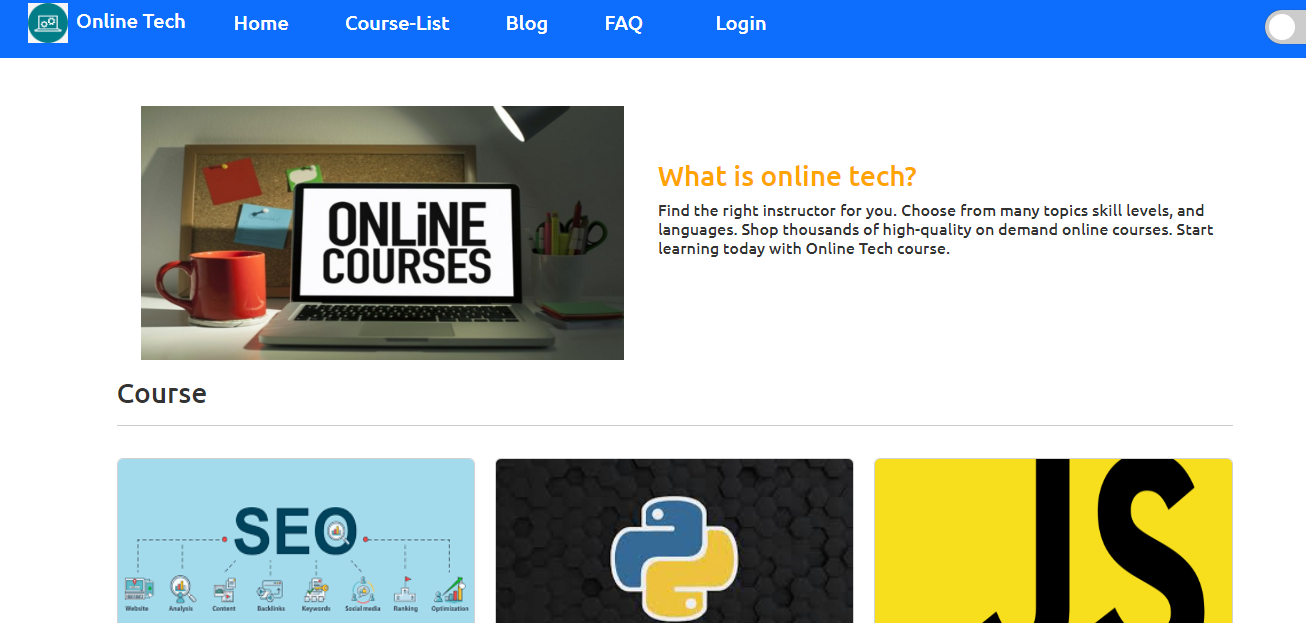 Online Tech Home Course-List Blog FAQ Login
ONLiNE
COURSES
What is online tech?
Find the right instructor for you. Choose from many topics skill levels, and
languages. Shop thousands of high-quality on demand online courses. Start
learning today with Online Tech course.
Course
SEO
Website Analysis Content Backlinks Keywords Social media Ranking Optimization
JS